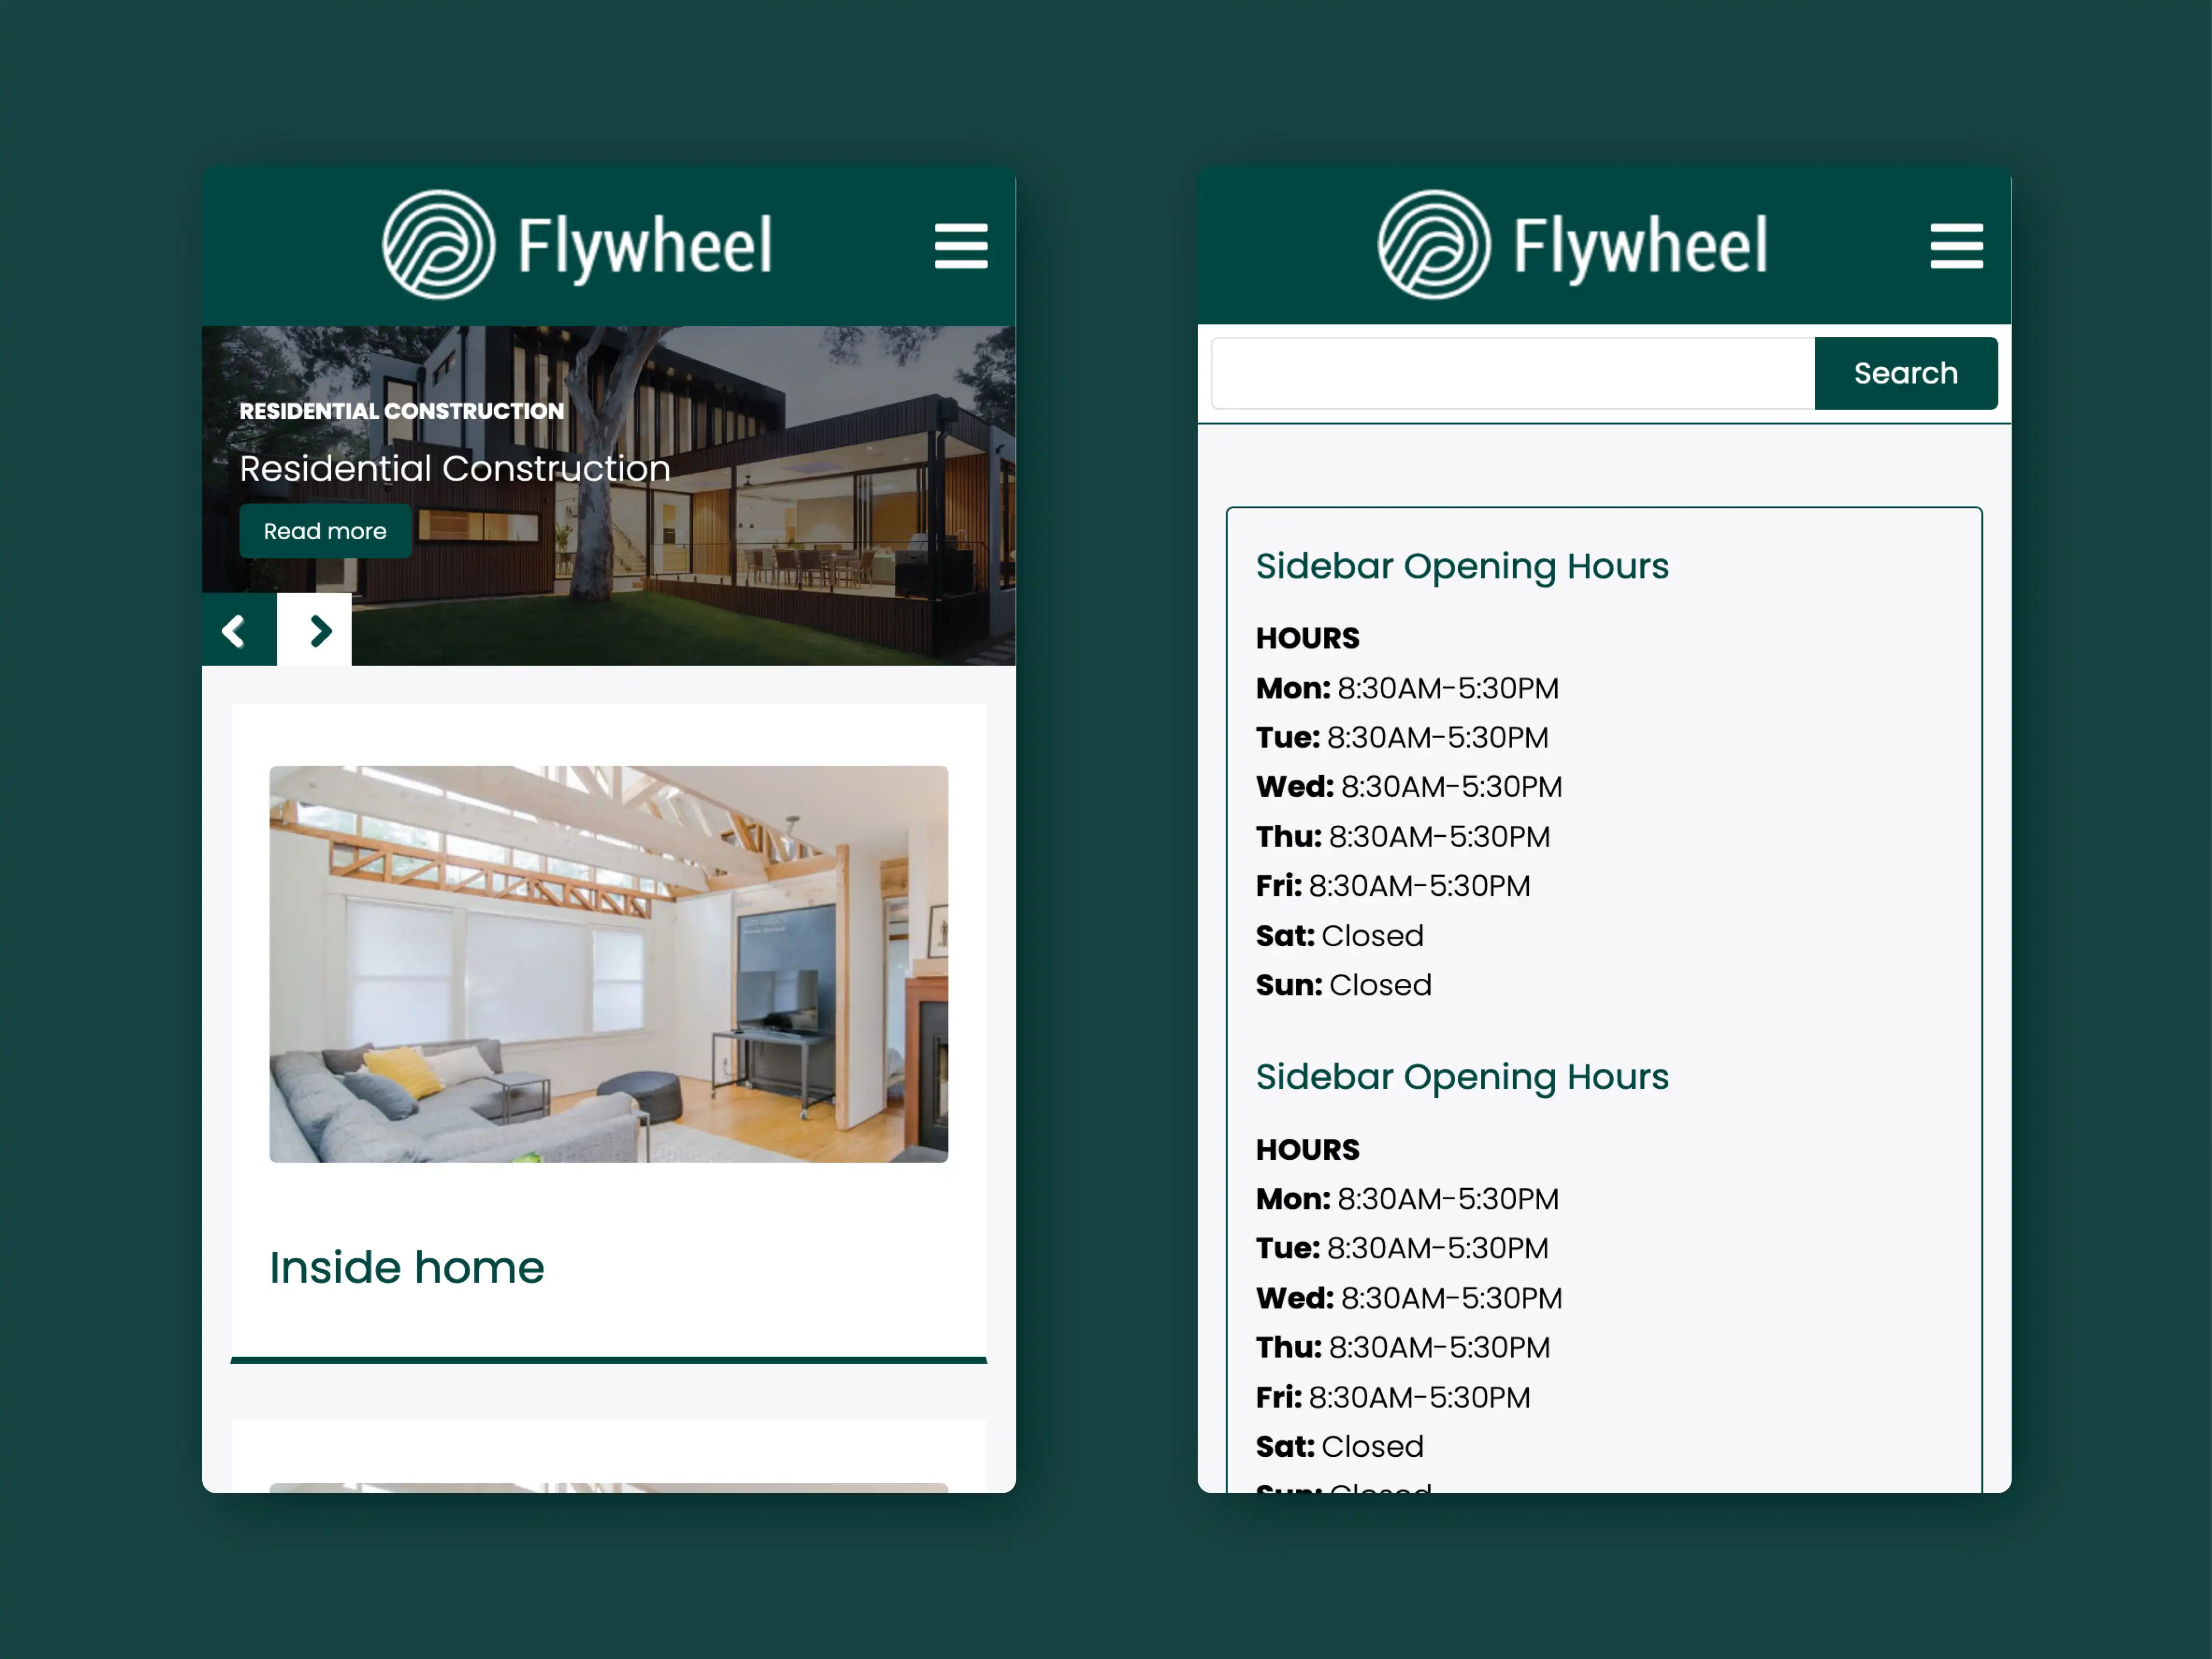 Flywheel
RESIDENTIAL CONSTRUCTION
Residential Construction
Read more
Inside home
Flywheel
Search
Sidebar Opening Hours
HOURS
Mon: 8:30AM-5:30PM
Tue: 8:30AM-5:30PM
Wed: 8:30AM-5:30PM
Thu: 8:30AM-5:30PM
Fri: 8:30AM-5:30PM
Sat: Closed
Sun: Closed
Sidebar Opening Hours
HOURS
Mon: 8:30AM-5:30PM
Tue: 8:30AM-5:30PM
Wed: 8:30AM-5:30PM
Thu: 8:30AM-5:30PM
Fri: 8:30AM-5:30PM
Sat: Closed
Sun: Closed